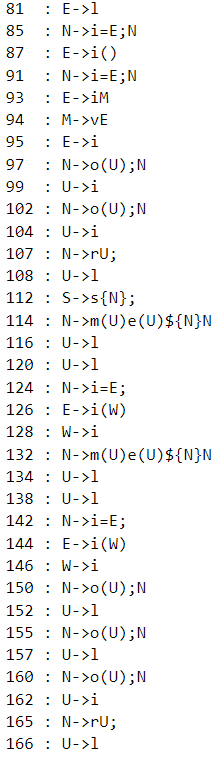 81  : E->l
85  : N->i=E;N
87  : E->i()
91  : N->i=E;N
93  : E->iM
94  : M->vE
95  : E->i
97  : N->o(U);N
99  : U->i
102 : N->o(U);N
104 : U->i
107 : N->rU;
108 : U->l
112 : S->s{N};
114 : N->m(U)e(U)${N}N
116 : U->l
120 : U->l
124 : N->i=E;
126 : E->i(W)
128 : W->i
132 : N->m(U)e(U)${N}N
134 : U->l
138 : U->l
142 : N->i=E;
144 : E->i(W)
146 : W->i
150 : N->o(U);N
152 : U->l
155 : N->o(U);N
157 : U->l
160 : N->o(U);N
162 : U->i
165 : N->rU;
166 : U->l